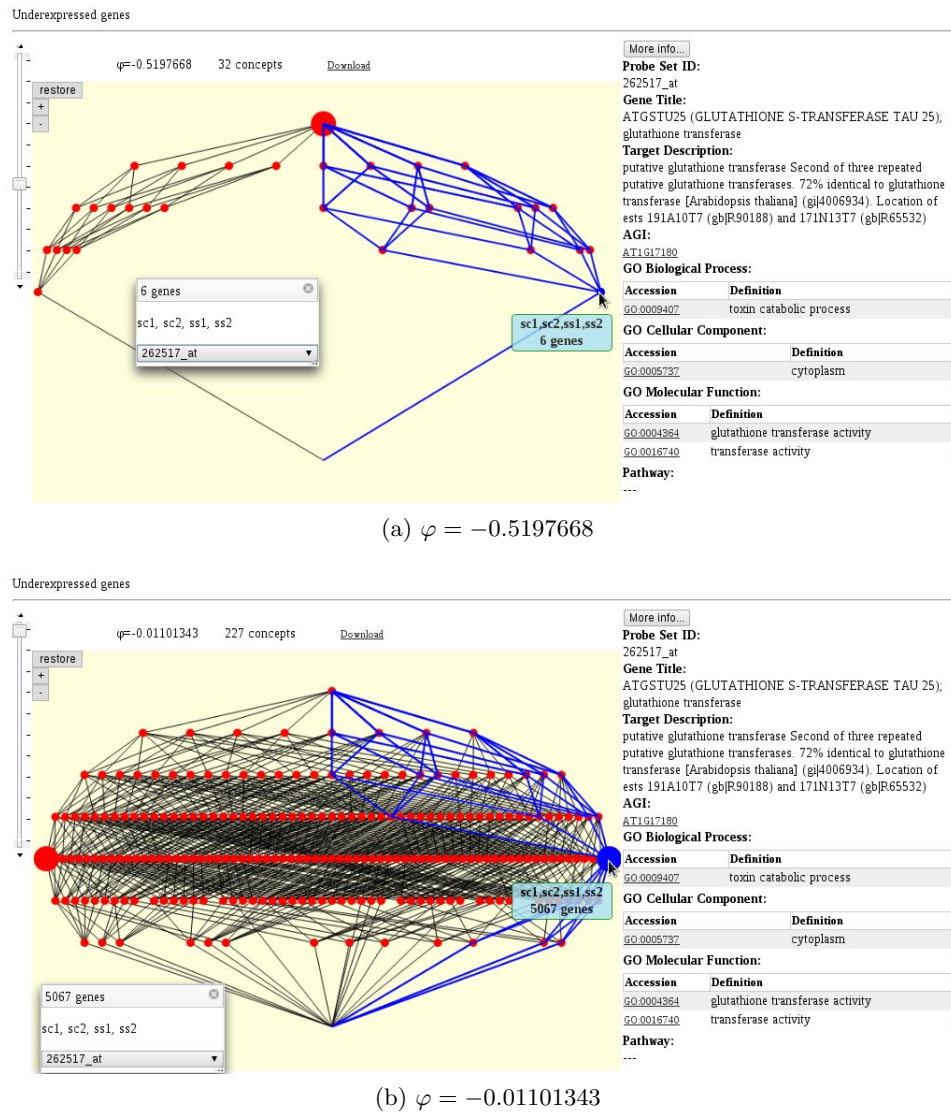 Underexpressed genes
φ=-0.5197668 32 concepts Download
restore
+
-
6 genes
sc1, sc2, ss1, ss2
262517_at
sc1,sc2,ss1,ss2
6 genes
More info...
Probe Set ID:
262517_at
Gene Title:
ATGSTU25 (GLUTATHIONE S-TRANSFERASE TAU 25);
glutathione transferase
Target Description:
putative glutathione transferase Second of three repeated
putative glutathione transferases. 72% identical to glutathione
transferase [Arabidopsis thaliana] (gi|4006934). Location of
ests 191A10T7 (gb|R90188) and 171N13T7 (gb|R65532)
AGI:
AT1G17180
GO Biological Process:
Accession Definition
GO:0009407 toxin catabolic process
GO Cellular Component:
Accession Definition
GO:0005737 cytoplasm
GO Molecular Function:
Accession Definition
GO:0004364 glutathione transferase activity
GO:0016740 transferase activity
Pathway:
---
(a) φ = −0.5197668
Underexpressed genes
φ=-0.01101343 227 concepts Download
restore
+
-
sc1,sc2,ss1,ss2
5067 genes
5067 genes
sc1, sc2, ss1, ss2
262517_at
More info...
Probe Set ID:
262517_at
Gene Title:
ATGSTU25 (GLUTATHIONE S-TRANSFERASE TAU 25);
glutathione transferase
Target Description:
putative glutathione transferase Second of three repeated
putative glutathione transferases. 72% identical to glutathione
transferase [Arabidopsis thaliana] (gi|4006934). Location of
ests 191A10T7 (gb|R90188) and 171N13T7 (gb|R65532)
AGI:
AT1G17180
GO Biological Process:
Accession Definition
GO:0009407 toxin catabolic process
GO Cellular Component:
Accession Definition
GO:0005737 cytoplasm
GO Molecular Function:
Accession Definition
GO:0004364 glutathione transferase activity
GO:0016740 transferase activity
Pathway:
---
(b) φ = −0.01101343